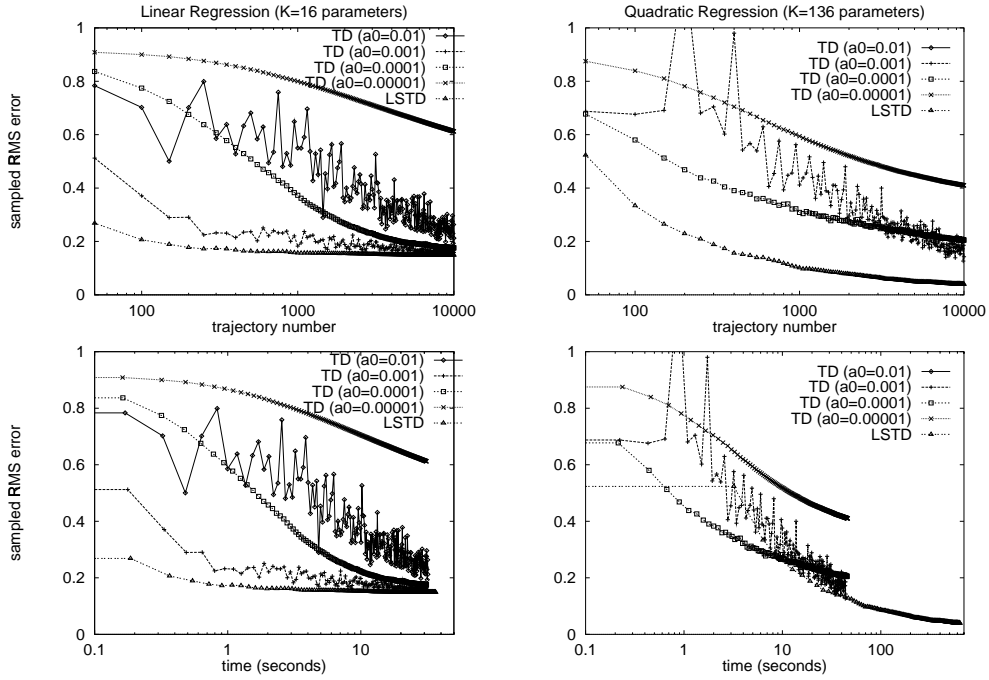 Linear Regression (K=16 parameters)
1
TD (a0=0.01)
TD (a0=0.001)
TD (a0=0.0001)
TD (a0=0.00001)
LSTD
0.8
0.6
0.4
0.2
0
sampled RMS error
100
1000
10000
trajectory number
Quadratic Regression (K=136 parameters)
1
TD (a0=0.01)
TD (a0=0.001)
TD (a0=0.0001)
TD (a0=0.00001)
LSTD
0.8
0.6
0.4
0.2
0
100
1000
10000
trajectory number
1
TD (a0=0.01)
TD (a0=0.001)
TD (a0=0.0001)
TD (a0=0.00001)
LSTD
0.8
0.6
0.4
0.2
0
sampled RMS error
0.1
1
10
time (seconds)
1
TD (a0=0.01)
TD (a0=0.001)
TD (a0=0.0001)
TD (a0=0.00001)
LSTD
0.8
0.6
0.4
0.2
0
0.1
1
10
100
time (seconds)